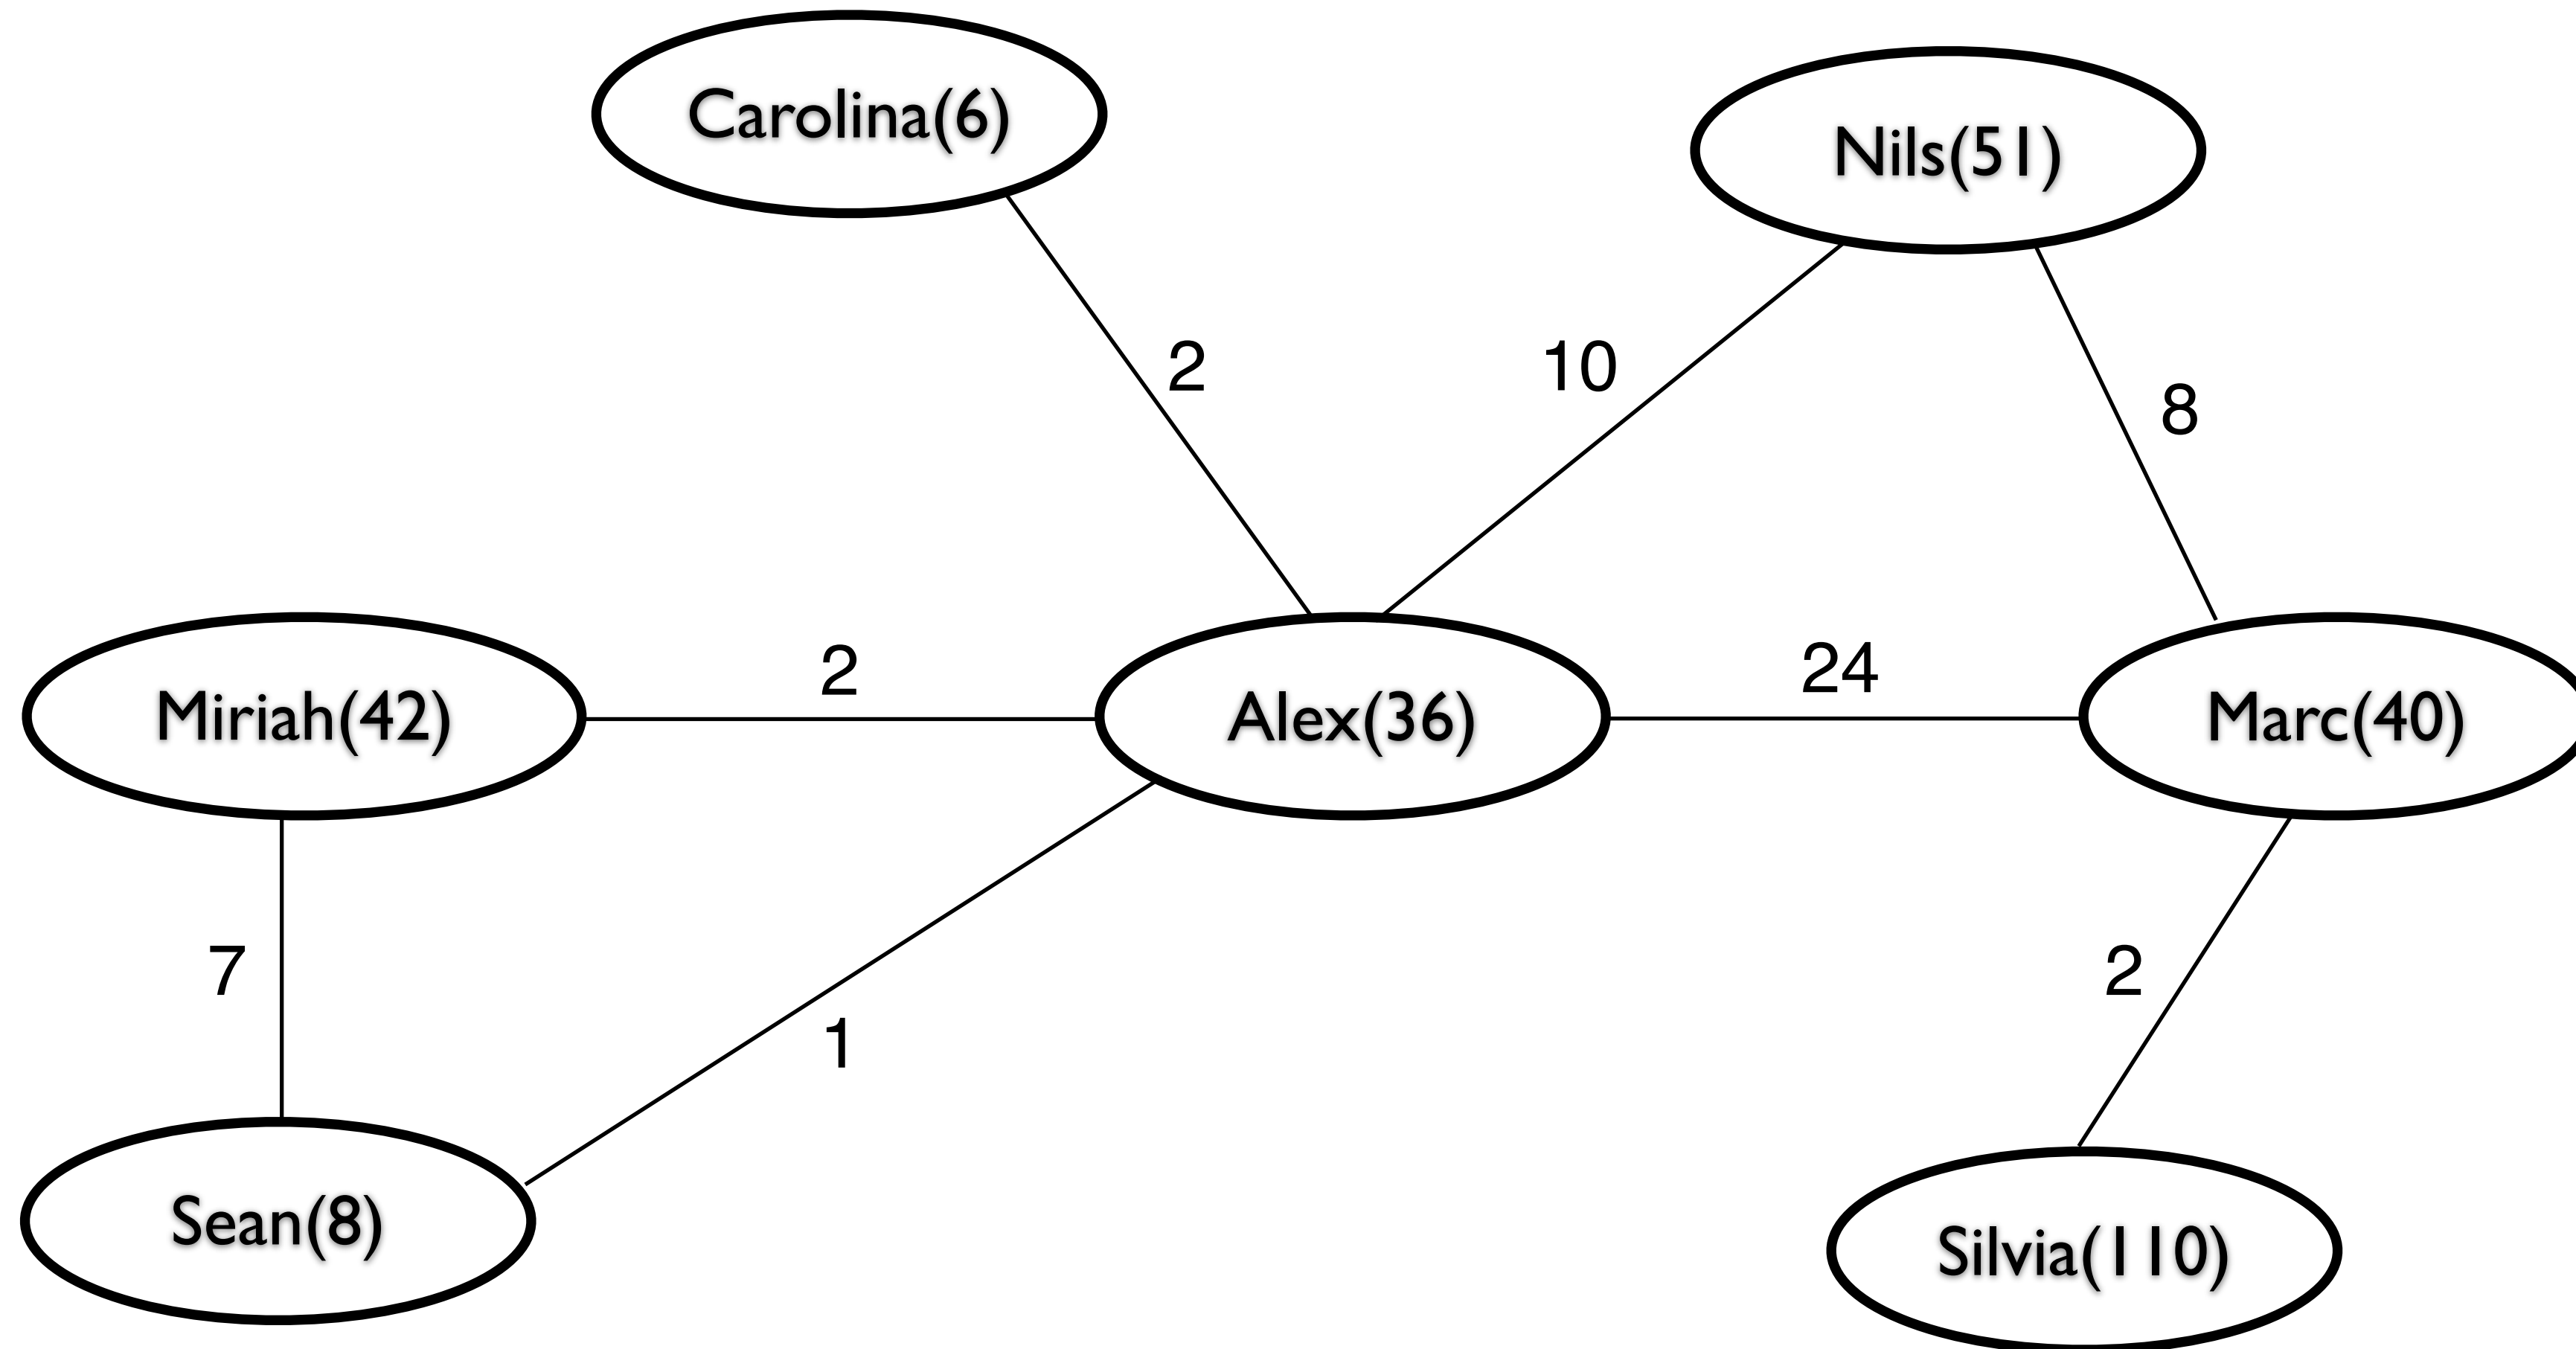 Carolina(6)
Nils(51)
2
10
8
Miriah(42)
2
Alex(36)
24
Marc(40)
7
1
2
Sean(8)
Silvia(110)